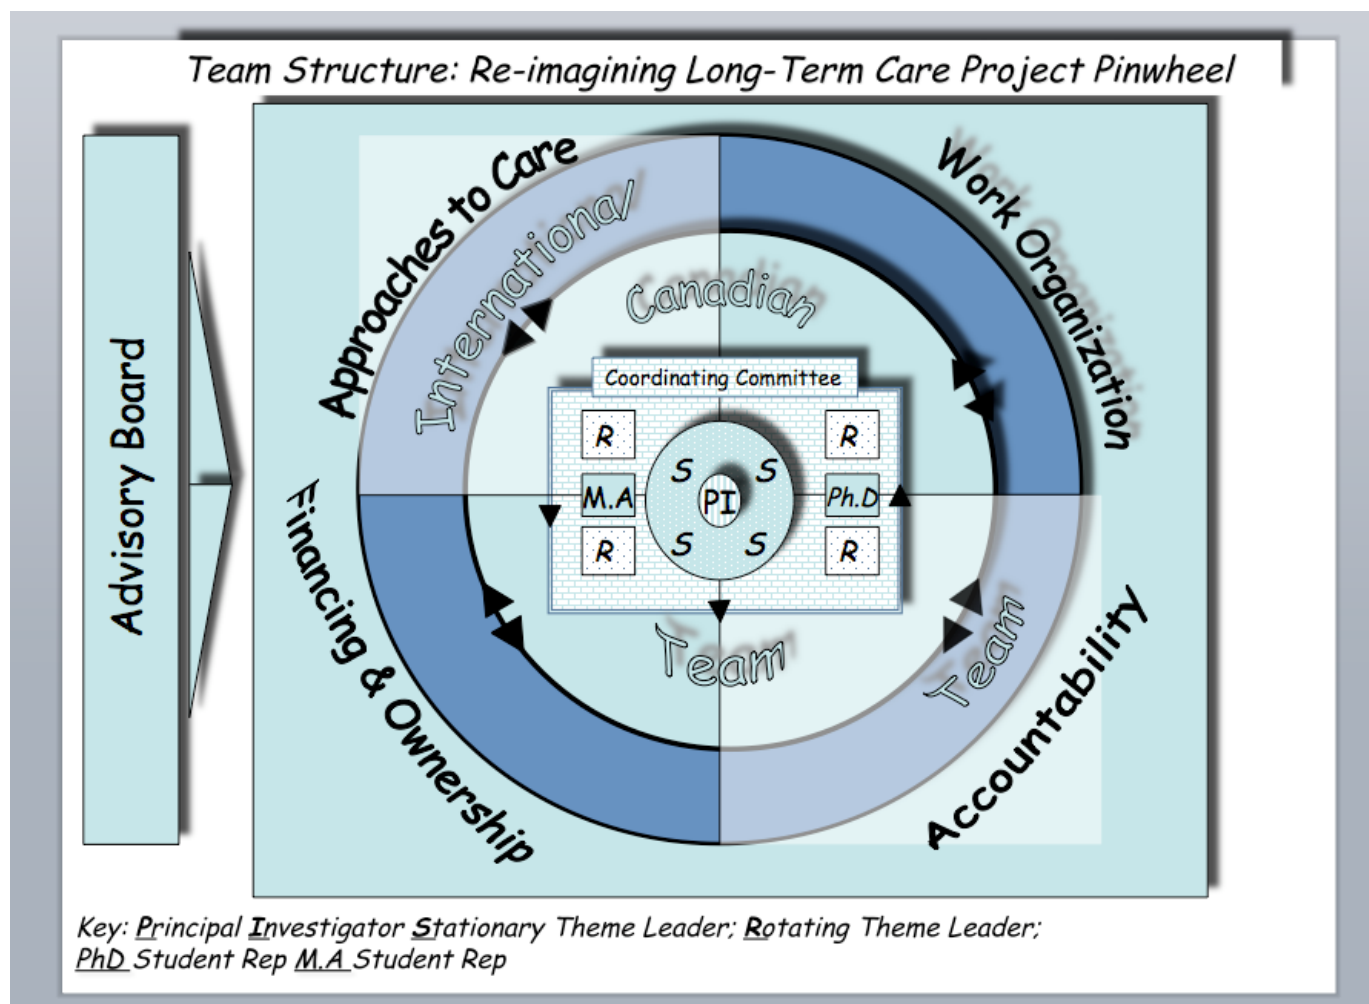 Team Structure: Re-imagining Long-Term Care Project Pinwheel
Advisory Board
Approaches to Care
Work Organization
International
Canadian
Coordinating Committee
R
R
S
S
M.A
PI
Ph.D
R
S
S
R
Team
Team
Financing & Ownership
Accountability
Key: Principal Investigator Stationary Theme Leader; Rotating Theme Leader;
PhD Student Rep M.A Student Rep